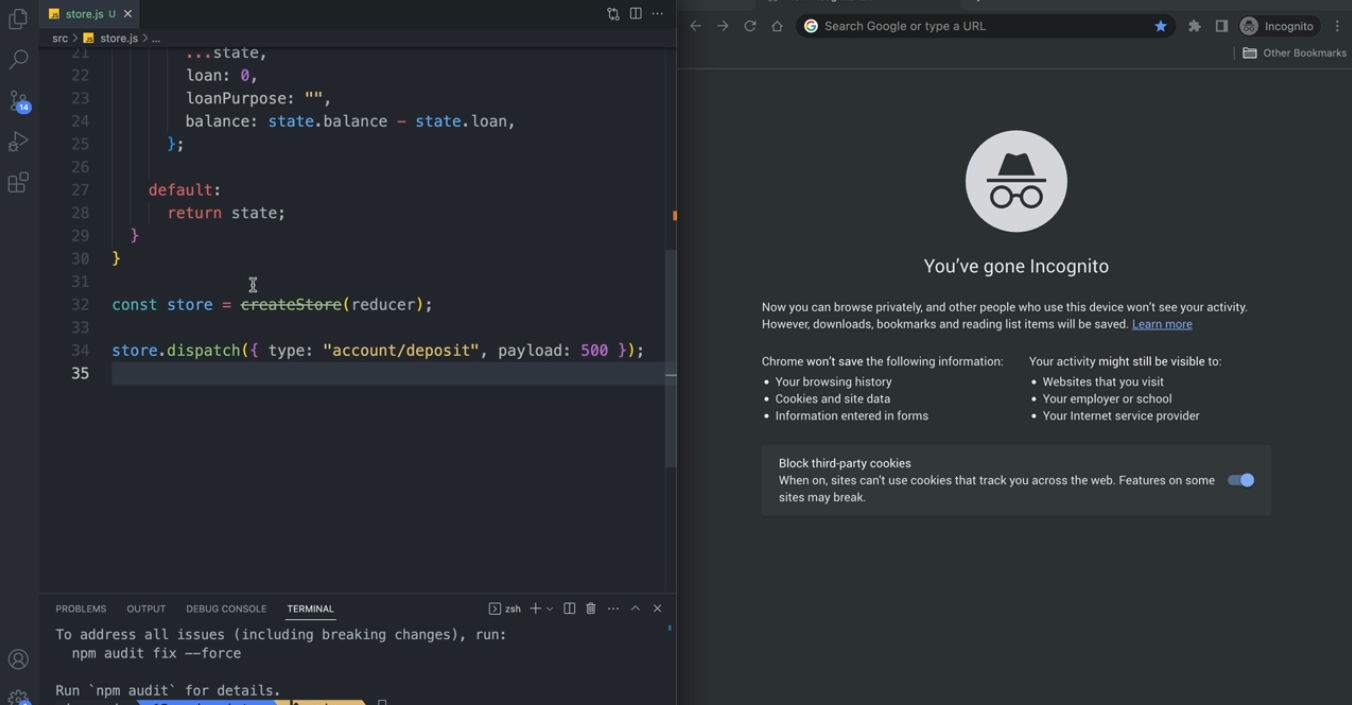 store.js U
src > store.js > ...
21 ...state,
22 loan: 0,
23 loanPurpose: "",
24 balance: state.balance - state.loan,
25 };
26
27 default:
28 return state;
29 }
30 }
31
32 const store = createStore(reducer);
33
34 store.dispatch({ type: "account/deposit", payload: 500 });
35
14
PROBLEMS OUTPUT DEBUG CONSOLE TERMINAL zsh
To address all issues (including breaking changes), run:
npm audit fix --force
Run `npm audit` for details.
Search Google or type a URL
Incognito
Other Bookmarks
You've gone Incognito
Now you can browse privately, and other people who use this device won't see your activity.
However, downloads, bookmarks and reading list items will be saved. Learn more
Chrome won't save the following information:
• Your browsing history
• Cookies and site data
• Information entered in forms
Your activity might still be visible to:
• Websites that you visit
• Your employer or school
• Your Internet service provider
Block third-party cookies
When on, sites can't use cookies that track you across the web. Features on some
sites may break.